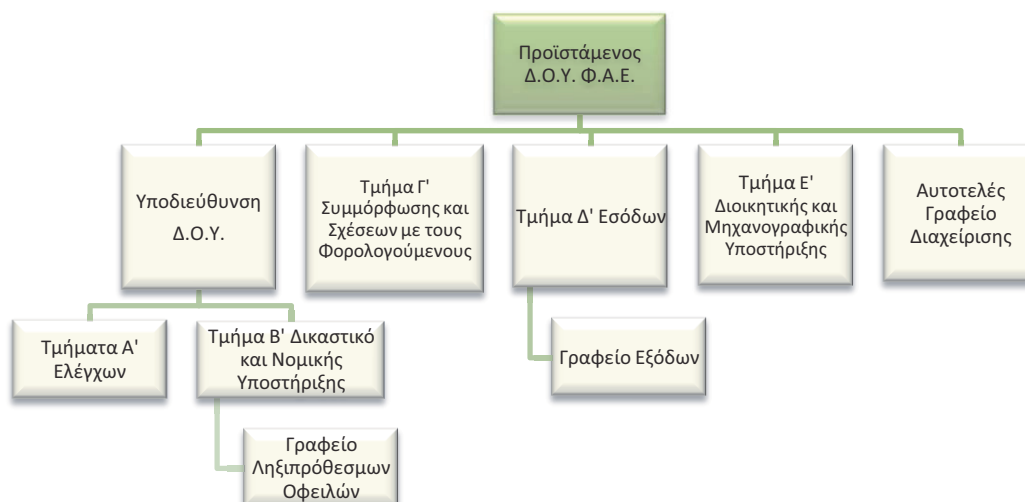 Προϊστάμενος
Δ.Ο.Υ. Φ.Α.Ε.
Υποδιεύθυνση
Δ.Ο.Υ.
Τμήμα Γ'
Συμμόρφωσης και
Σχέσεων με τους
Φορολογούμενους
Τμήμα Δ' Εσόδων
Τμήμα Ε'
Διοικητικής και
Μηχανογραφικής
Υποστήριξης
Αυτοτελές
Γραφείο
Διαχείρισης
Τμήματα Α'
Ελέγχων
Τμήμα Β' Δικαστικό
και Νομικής
Υποστήριξης
Γραφείο Εξόδων
Γραφείο
Ληξιπρόθεσμων
Οφειλών